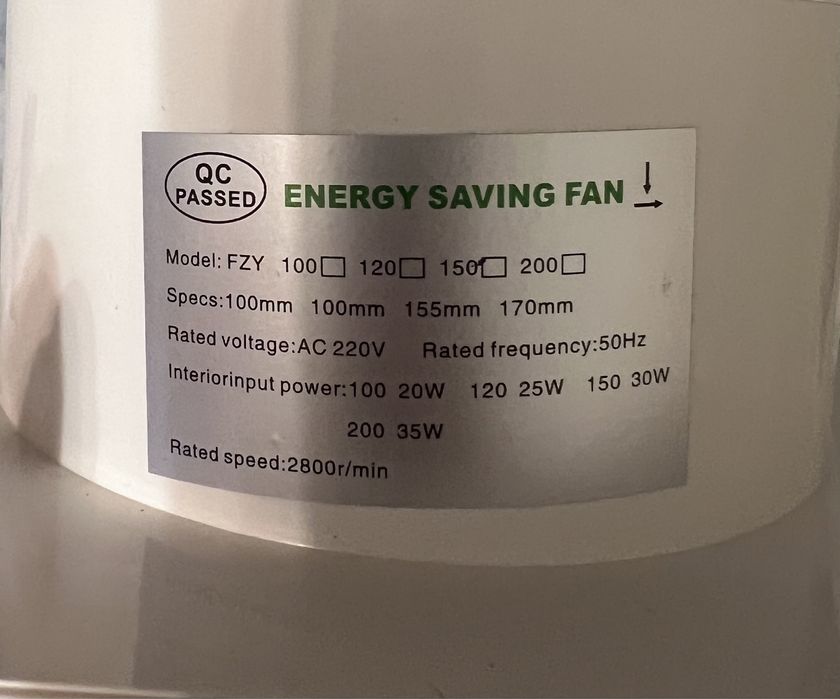 QC
PASSED
ENERGY SAVING FAN
Model: FZY 100□ 120□ 150□ 200□
Specs:100mm 100mm 155mm 170mm
Rated voltage:AC 220V Rated frequency:50Hz
Interiorinput power:100 20W 120 25W 150 30W
200 35W
Rated speed:2800r/min